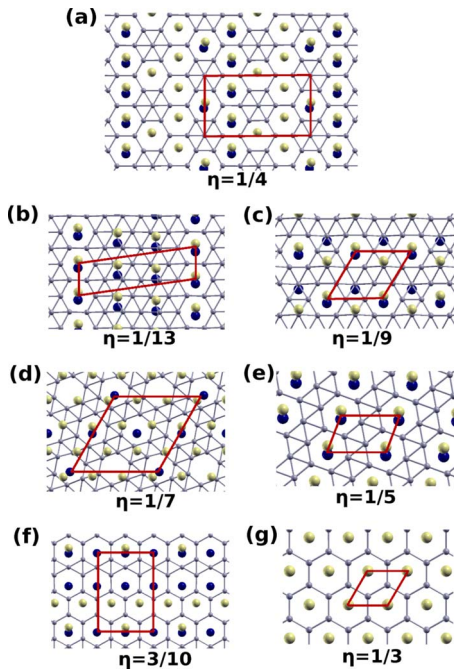 (a)
η=1/4
(b)
(c)
η=1/13
η=1/9
(d)
(e)
η=1/7
η=1/5
(f)
(g)
η=3/10
η=1/3